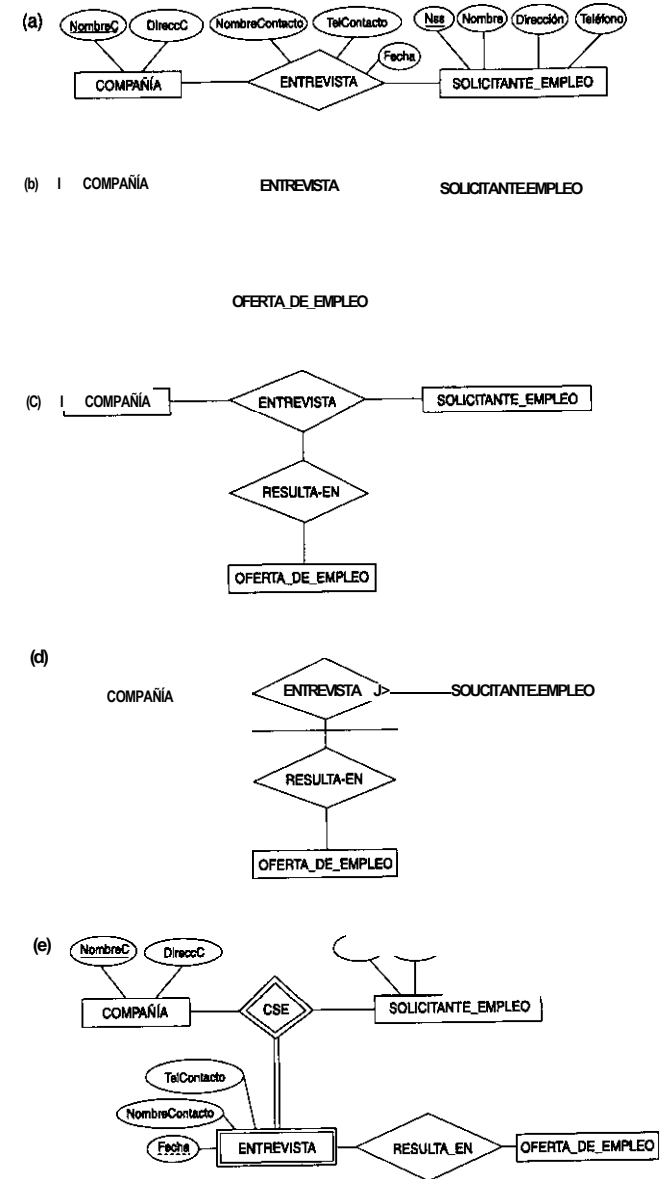 (a) NombreC DireccC NombreContacto TelContacto Nss Nombre Dirección Teléfono
Fecha
COMPAÑÍA ENTREVISTA SOLICITANTE_EMPLEO
(b) I COMPAÑÍA ENTREVISTA SOLICITANTE.EMPLEO
OFERTA_DE_EMPLEO
(C) I COMPAÑÍA ENTREVISTA SOLICITANTE_EMPLEO
RESULTA-EN
OFERTA_DE_EMPLEO
(d)
COMPAÑÍA ENTREVISTA J SOUCITANTE.EMPLEO
RESULTA-EN
OFERTA_DE_EMPLEO
(e) NombreC DireccC
COMPAÑÍA CSE SOLICITANTE_EMPLEO
TelContacto
NombreContacto
Fecha ENTREVISTA RESULTA_EN OFERTA_DE_EMPLEO